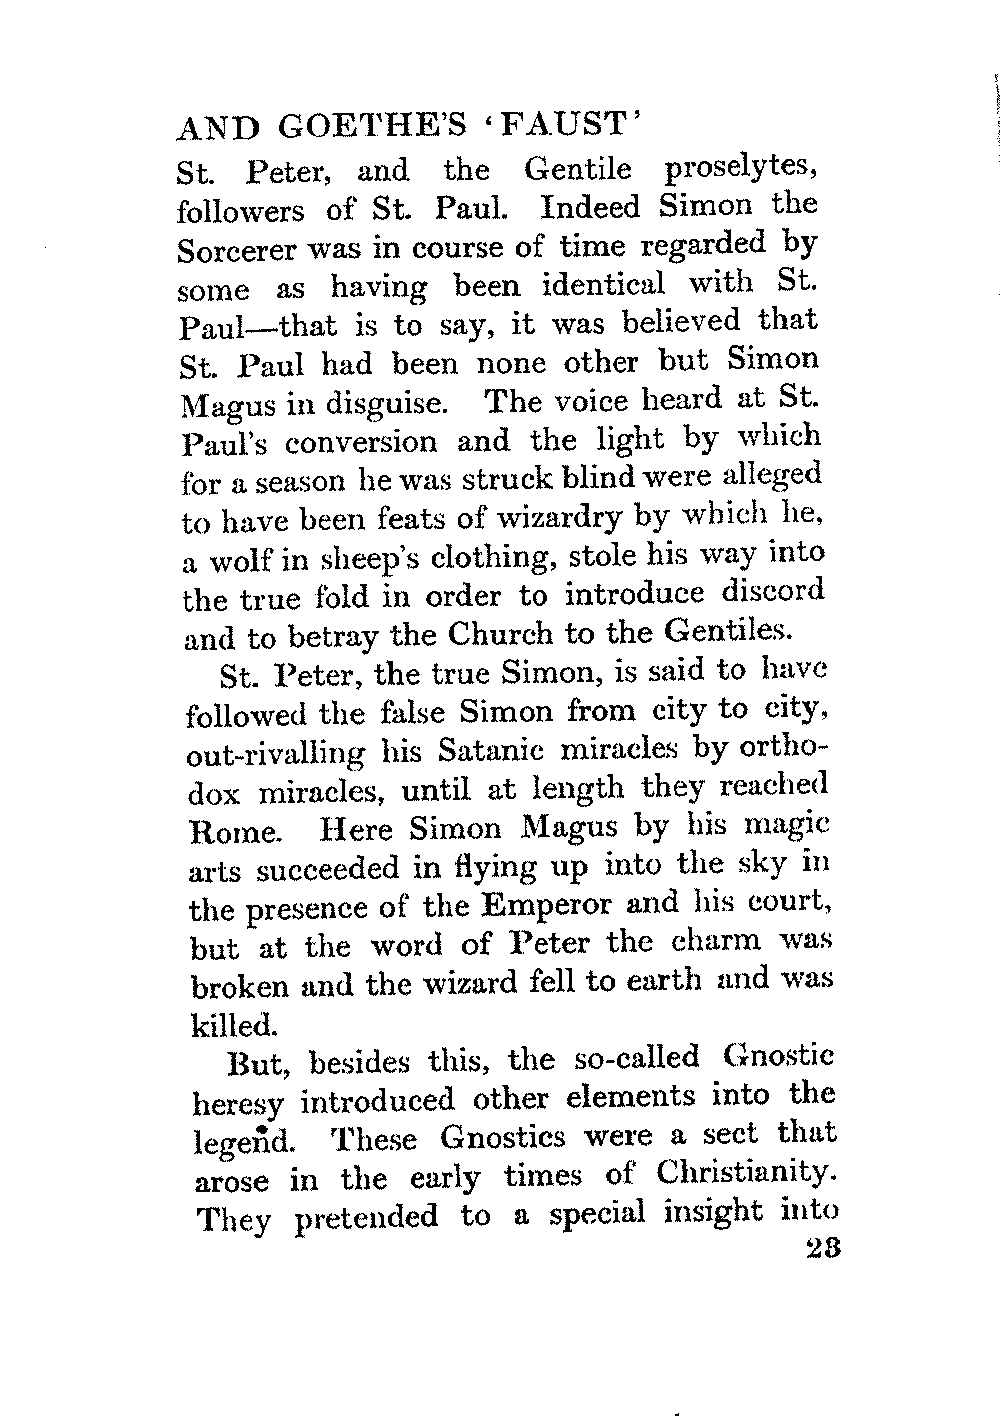 AND GOETHE'S ‘FAUST’
St. Peter, and the Gentile proselytes,
followers of St. Paul. Indeed Simon the
Sorcerer was in course of time regarded by
some as having been identical with St.
Paul—that is to say, it was believed that
St. Paul had been none other but Simon
Magus in disguise. The voice heard at St.
Paul's conversion and the light by which
for a season he was struck blind were alleged
to have been feats of wizardry by which he,
a wolf in sheep's clothing, stole his way into
the true fold in order to introduce discord
and to betray the Church to the Gentiles.
St. Peter, the true Simon, is said to have
followed the false Simon from city to city,
out-rivalling his Satanic miracles by ortho-
dox miracles, until at length they reached
Rome. Here Simon Magus by his magic
arts succeeded in flying up into the sky in
the presence of the Emperor and his court,
but at the word of Peter the charm was
broken and the wizard fell to earth and was
killed.
But, besides this, the so-called Gnostic
heresy introduced other elements into the
legend. These Gnostics were a sect that
arose in the early times of Christianity.
They pretended to a special insight into
23